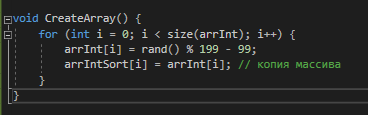 void CreateArray() {
for (int i = 0; i < size(arrInt); i++) {
arrInt[i] = rand() % 199 - 99;
arrIntSort[i] = arrInt[i]; // копия массива
}
}